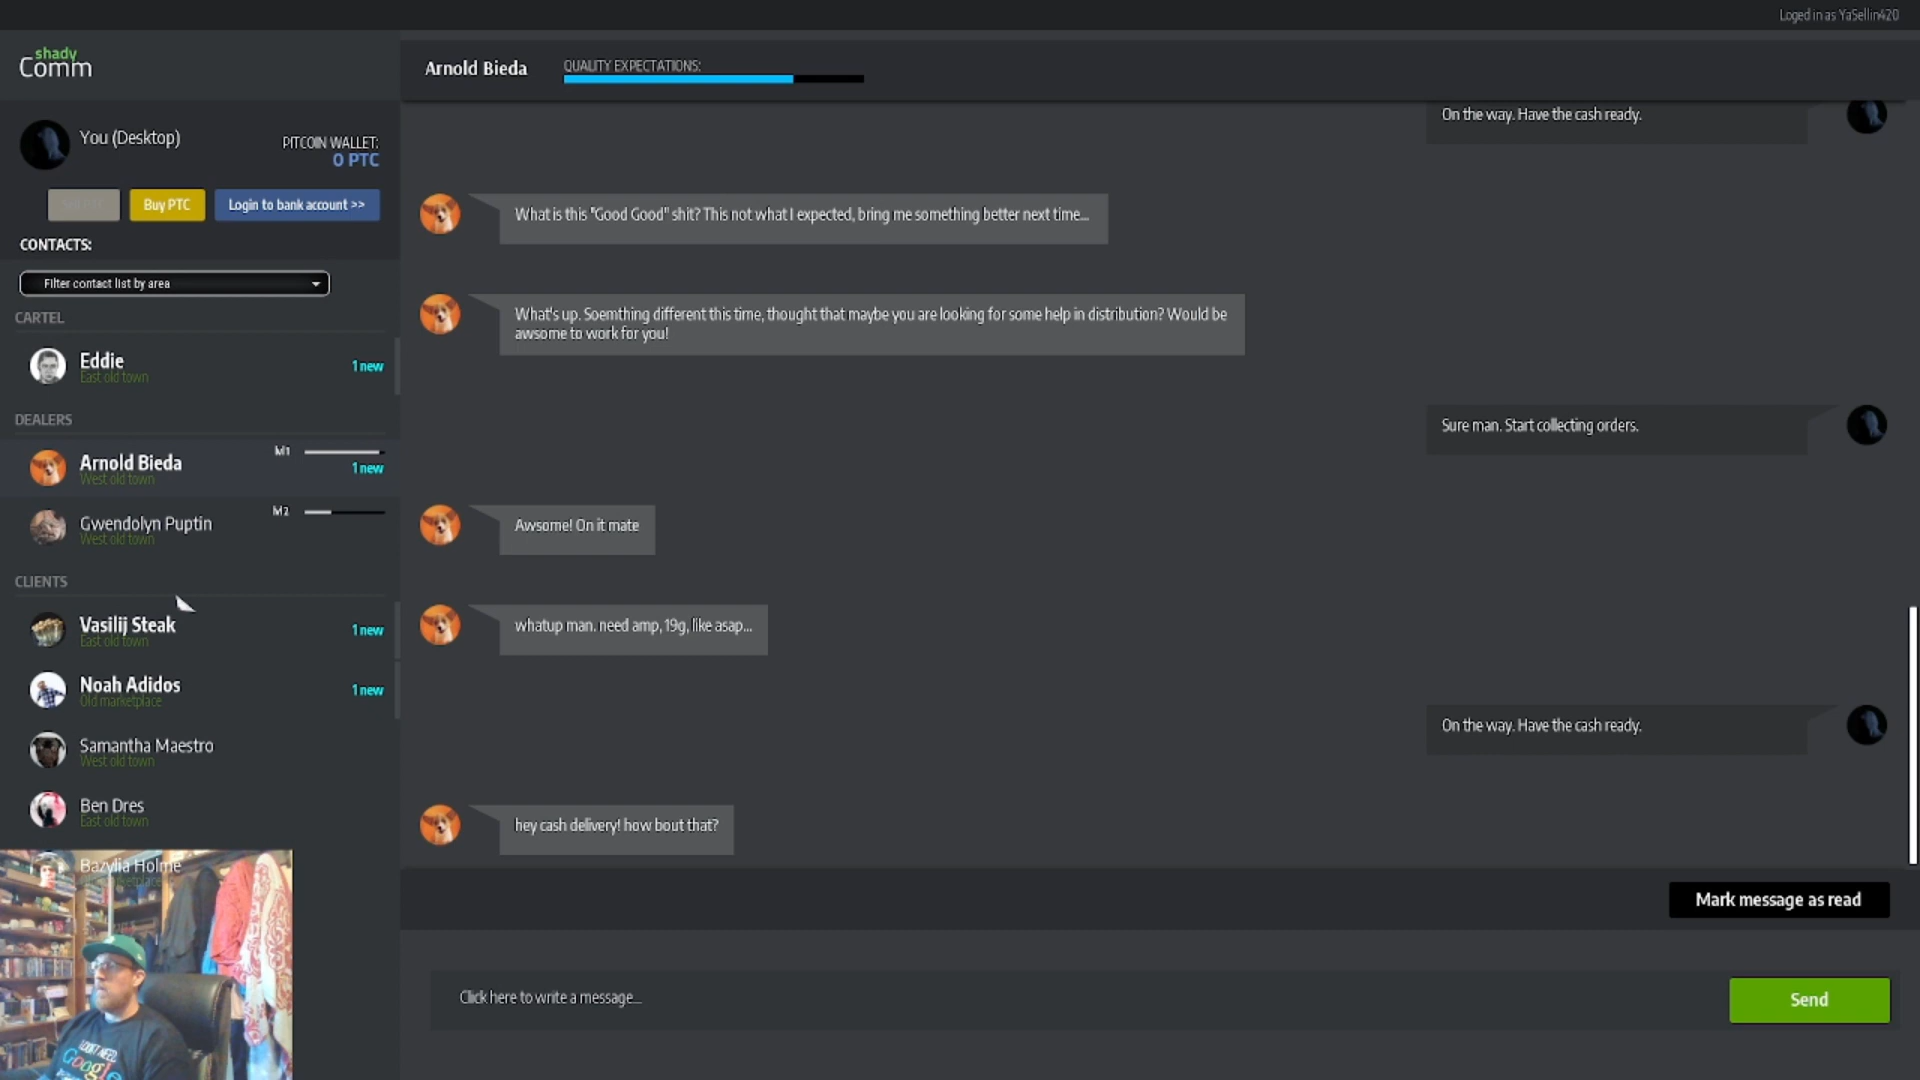 Loged in as YaSellin420
shady
Comm
You (Desktop)
PITCOIN WALLET:
0 PTC
Buy PTC
Login to bank account >>
CONTACTS:
Filter contact list by area
CARTEL
Eddie
East old town
1 new
DEALERS
Arnold Bieda
West old town
M1
1 new
Gwendolyn Puptin
West old town
M2
CLIENTS
Vasilij Steak
East old town
1 new
Noah Adidos
Old marketplace
1 new
Samantha Maestro
West old town
Ben Dres
East old town
Bazylia Holme
Arnold Bieda
QUALITY EXPECTATIONS:
On the way. Have the cash ready.
What is this "Good Good" shit? This not what I expected, bring me something better next time...
What's up. Soemthing different this time, thought that maybe you are looking for some help in distribution? Would be
awsome to work for you!
Sure man. Start collecting orders.
Awsome! On it mate
whatup man. need amp, 19g, like asap...
On the way. Have the cash ready.
hey cash delivery! how bout that?
Mark message as read
Click here to write a message...
Send
Google